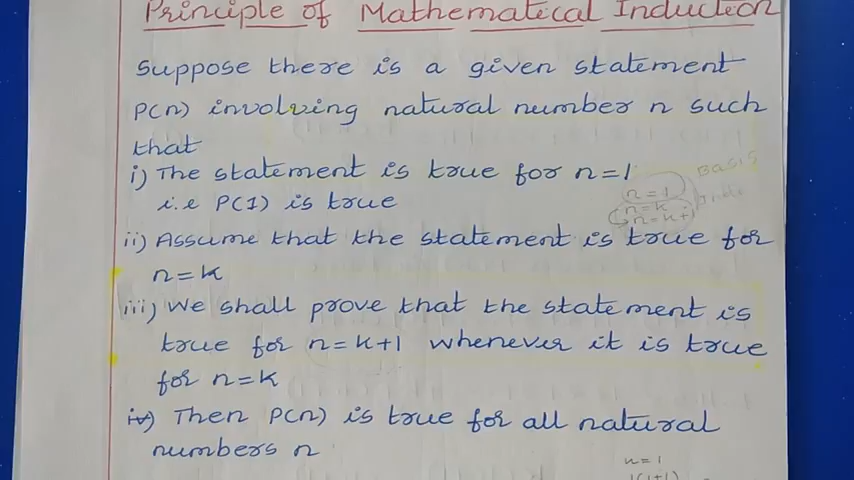 Principle of Mathematical Induction
Suppose there is a given statement
P(n) involving natural number n such
that
i) The statement is true for n=1
i.e P(1) is true
BASIS
n=1
n=k
n=k+1
ii) Assume that the statement is true for
n=k
iii) We shall prove that the statement is
true for n=k+1 whenever it is true
for n=k
iv) Then P(n) is true for all natural
numbers n
n=1
1(1+1)